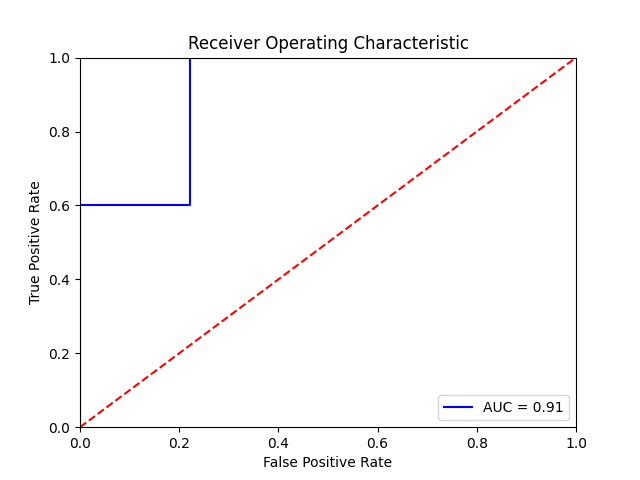 Receiver Operating Characteristic
1.0
0.8
0.6
0.4
0.2
0.0
True Positive Rate
0.0 0.2 0.4 0.6 0.8 1.0
False Positive Rate
AUC = 0.91